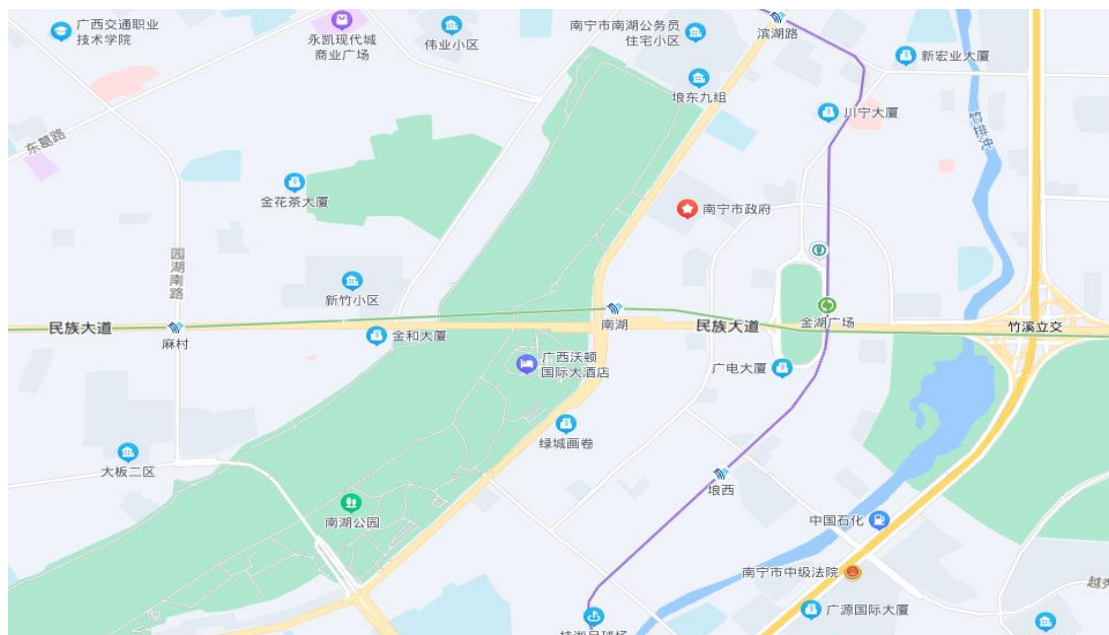 广西交通职业
技术学院
永凯现代城
商业广场
伟业小区
南宁市南湖公务员
住宅小区
滨湖路
新宏业大厦
埌东九组
川宁大厦
竹排冲
东葛路
金花茶大厦
南宁市政府
园湖南路
新竹小区
民族大道
麻村
金和大厦
南湖
民族大道
金湖广场
竹溪立交
广西沃顿
国际大酒店
广电大厦
绿城画卷
大板二区
埌西
南湖公园
中国石化
南宁市中级法院
越秀
广源国际大厦